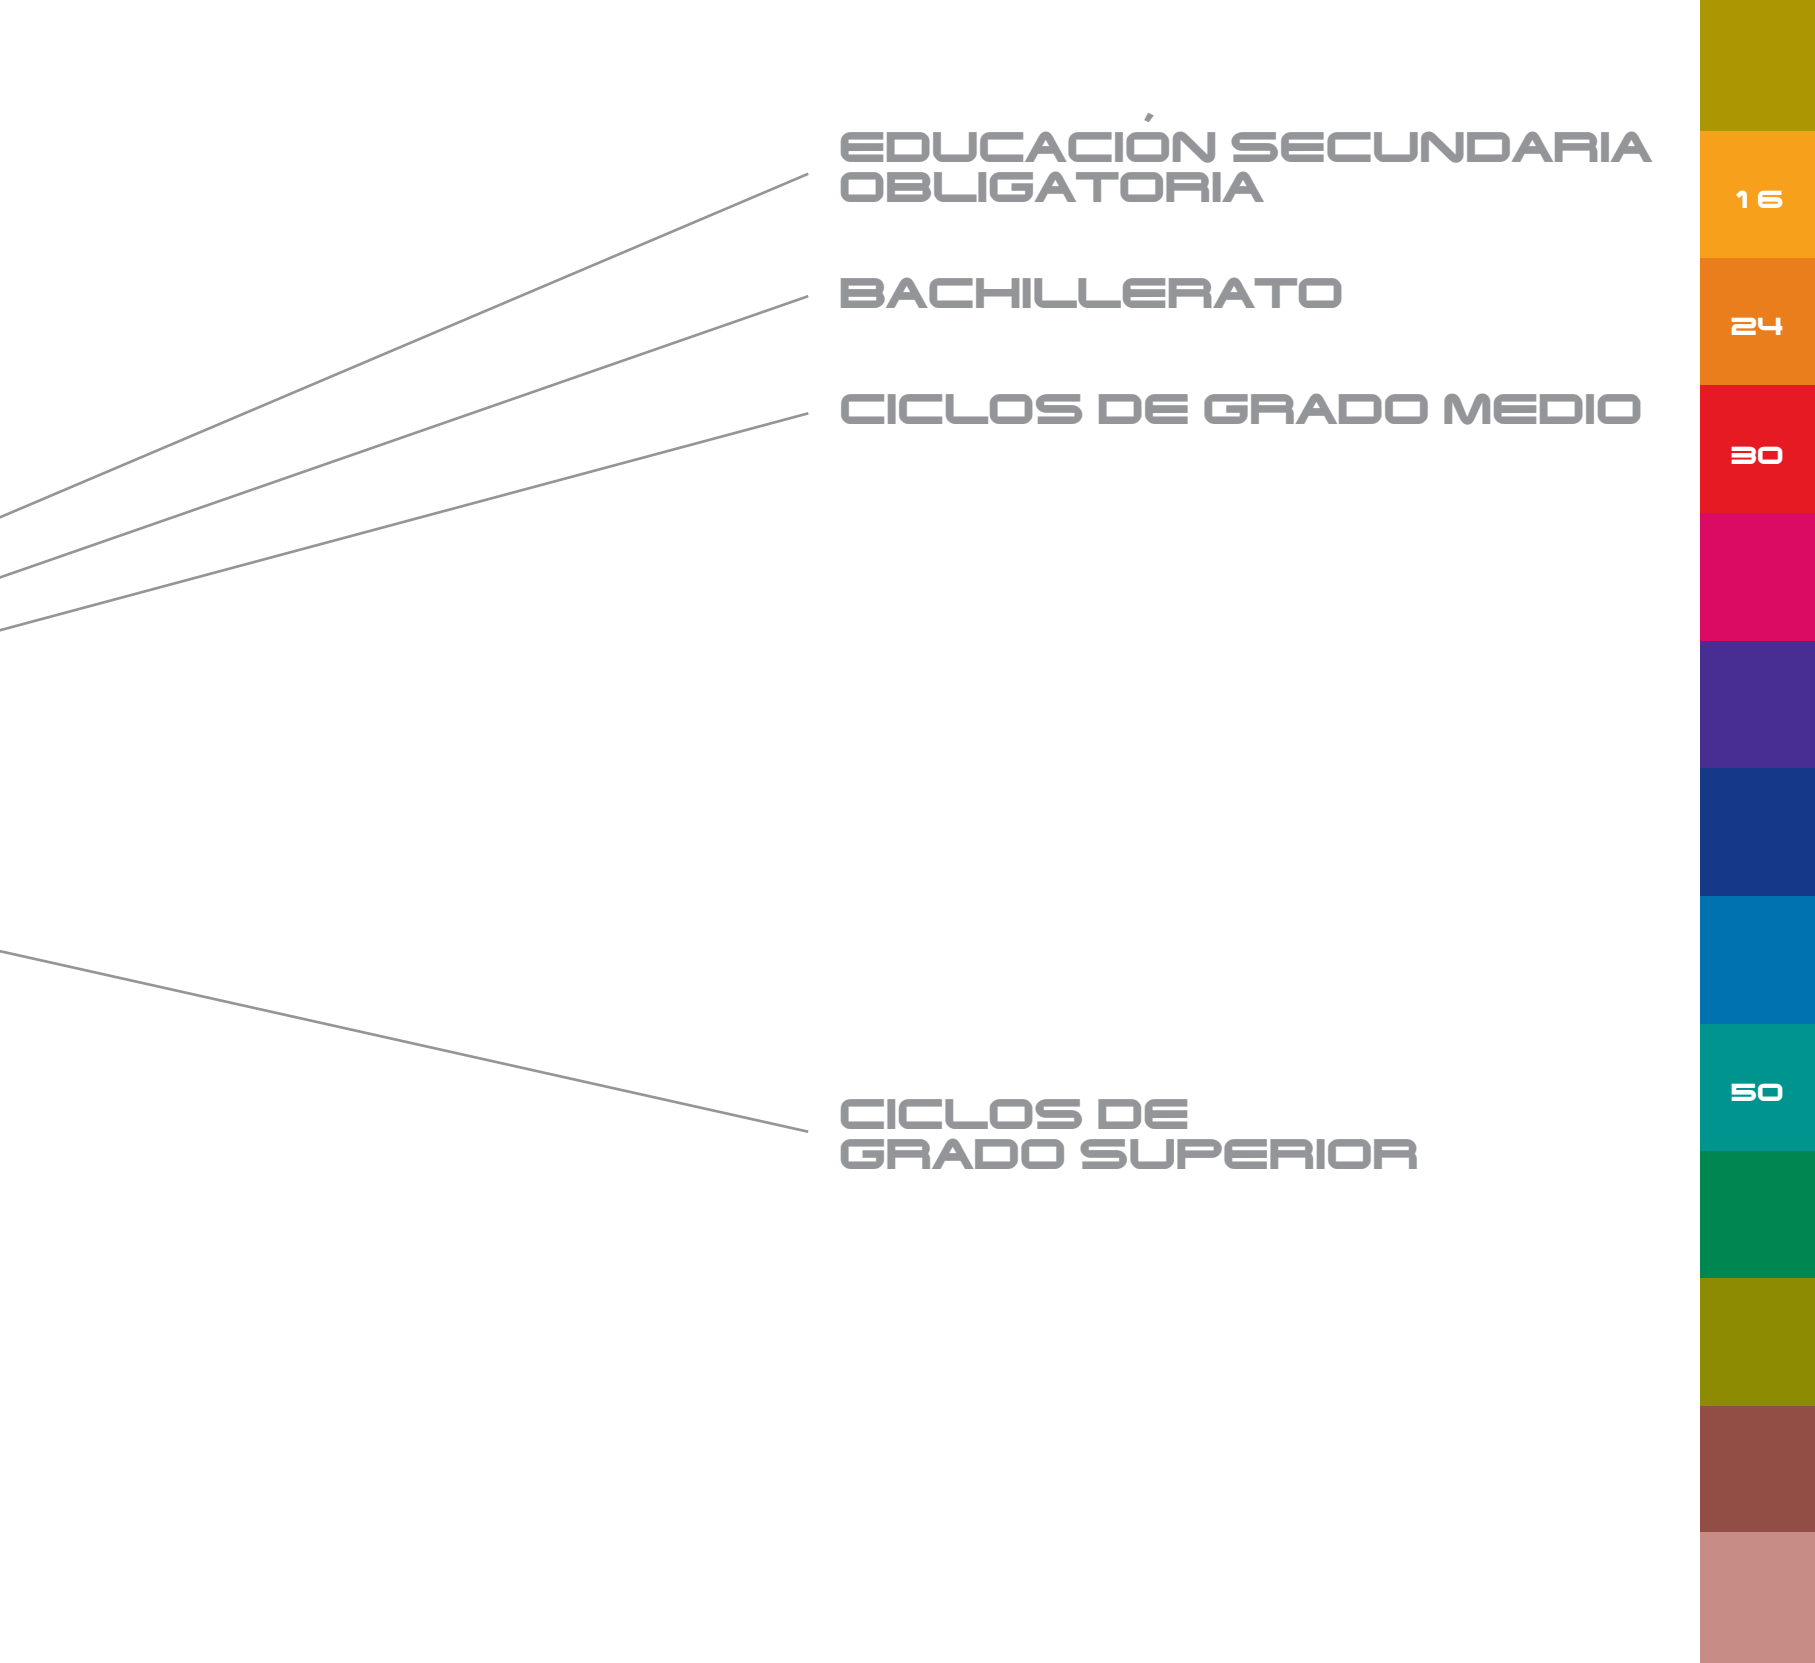 EDUCACIÓN SECUNDARIA
OBLIGATORIA
16
BACHILLERATO
24
CICLOS DE GRADO MEDIO
30
CICLOS DE
GRADO SUPERIOR
50